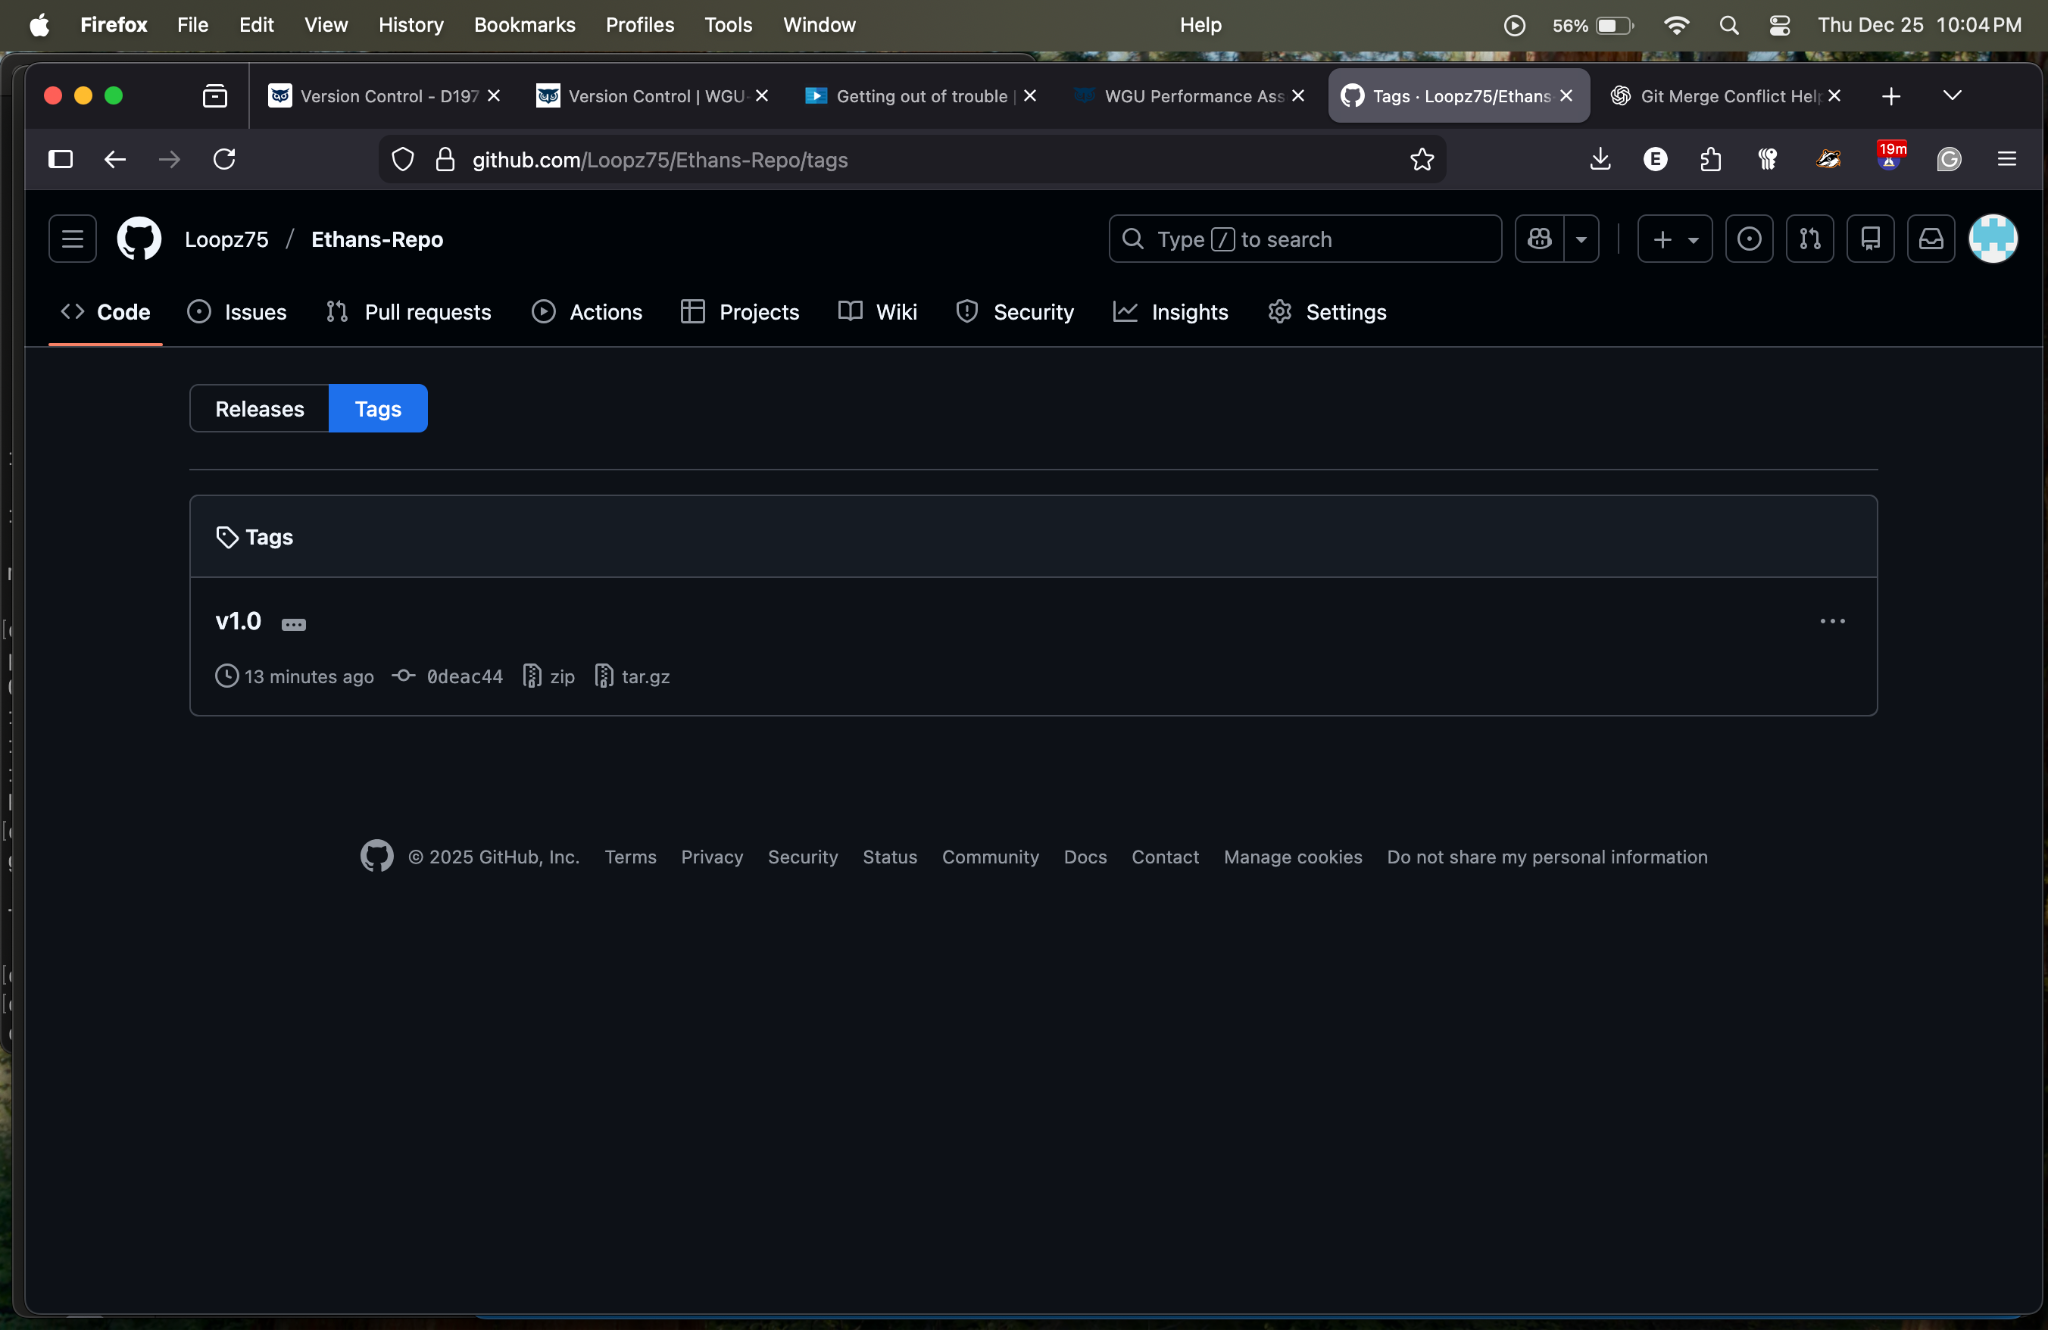 Firefox File Edit View History Bookmarks Profiles Tools Window Help 56% Thu Dec 25 10:04 PM
Version Control - D197 Version Control | WGU- Getting out of trouble | WGU Performance Ass Tags · Loopz75/Ethans Git Merge Conflict Help
github.com/Loopz75/Ethans-Repo/tags E 19m
Loopz75 / Ethans-Repo Type / to search
Code Issues Pull requests Actions Projects Wiki Security Insights Settings
Releases Tags
Tags
v1.0
13 minutes ago 0deac44 zip tar.gz
© 2025 GitHub, Inc. Terms Privacy Security Status Community Docs Contact Manage cookies Do not share my personal information